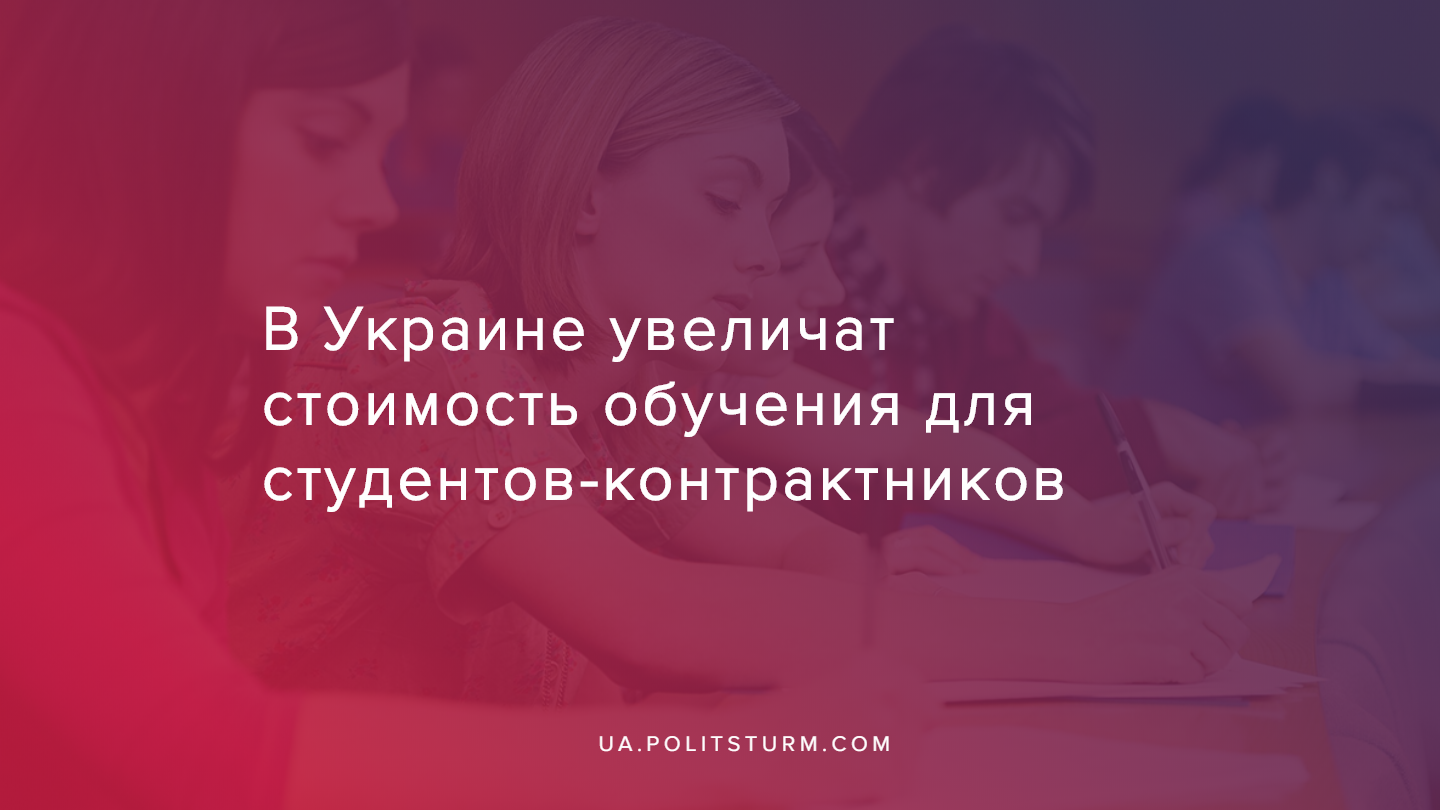 В Украине увеличат
стоимость обучения для
студентов-контрактников
UA.POLITSTURM.COM